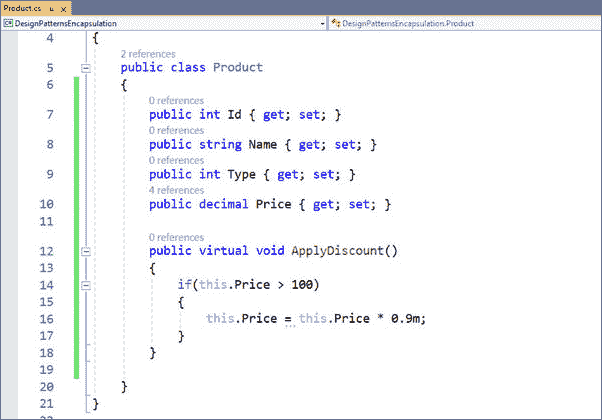 Product.cs
DesignPatternsEncapsulation DesignPatternsEncapsulation.Product
4 {
2 references
5 public class Product
6 {
0 references
7 public int Id { get; set; }
0 references
8 public string Name { get; set; }
0 references
9 public int Type { get; set; }
4 references
10 public decimal Price { get; set; }
11
0 references
12 public virtual void ApplyDiscount()
13 {
14 if(this.Price > 100)
15 {
16 this.Price = this.Price * 0.9m;
17 }
18 }
19
20 }
21 }